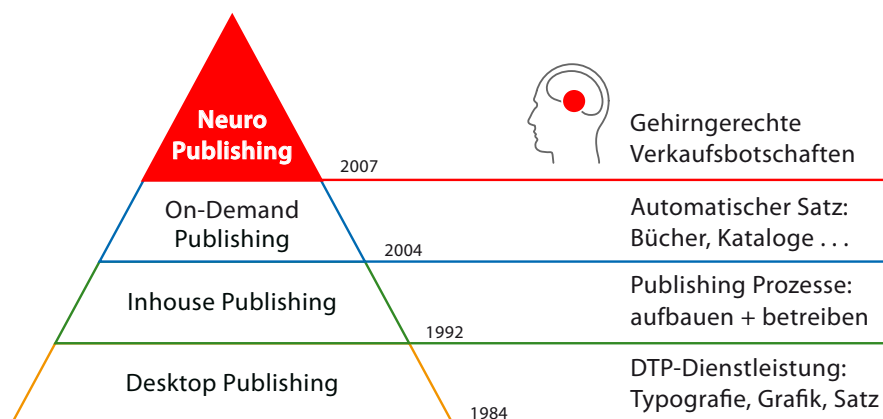 Neuro
Publishing
2007
Gehirngerechte
Verkaufsbotschaften
On-Demand
Publishing
2004
Automatischer Satz:
Bücher, Kataloge . . .
Inhouse Publishing
1992
Publishing Prozesse:
aufbauen + betreiben
Desktop Publishing
1984
DTP-Dienstleistung:
Typografie, Grafik, Satz